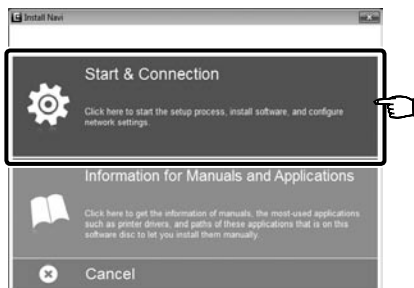 Install Navi
Start & Connection
Click here to start the setup process, install software, and configure
network settings.
Information for Manuals and Applications
Click here to get the information of manuals, the most-used applications
such as printer drivers, and paths of these applications that is on this
software disc to let you install them manually.
Cancel